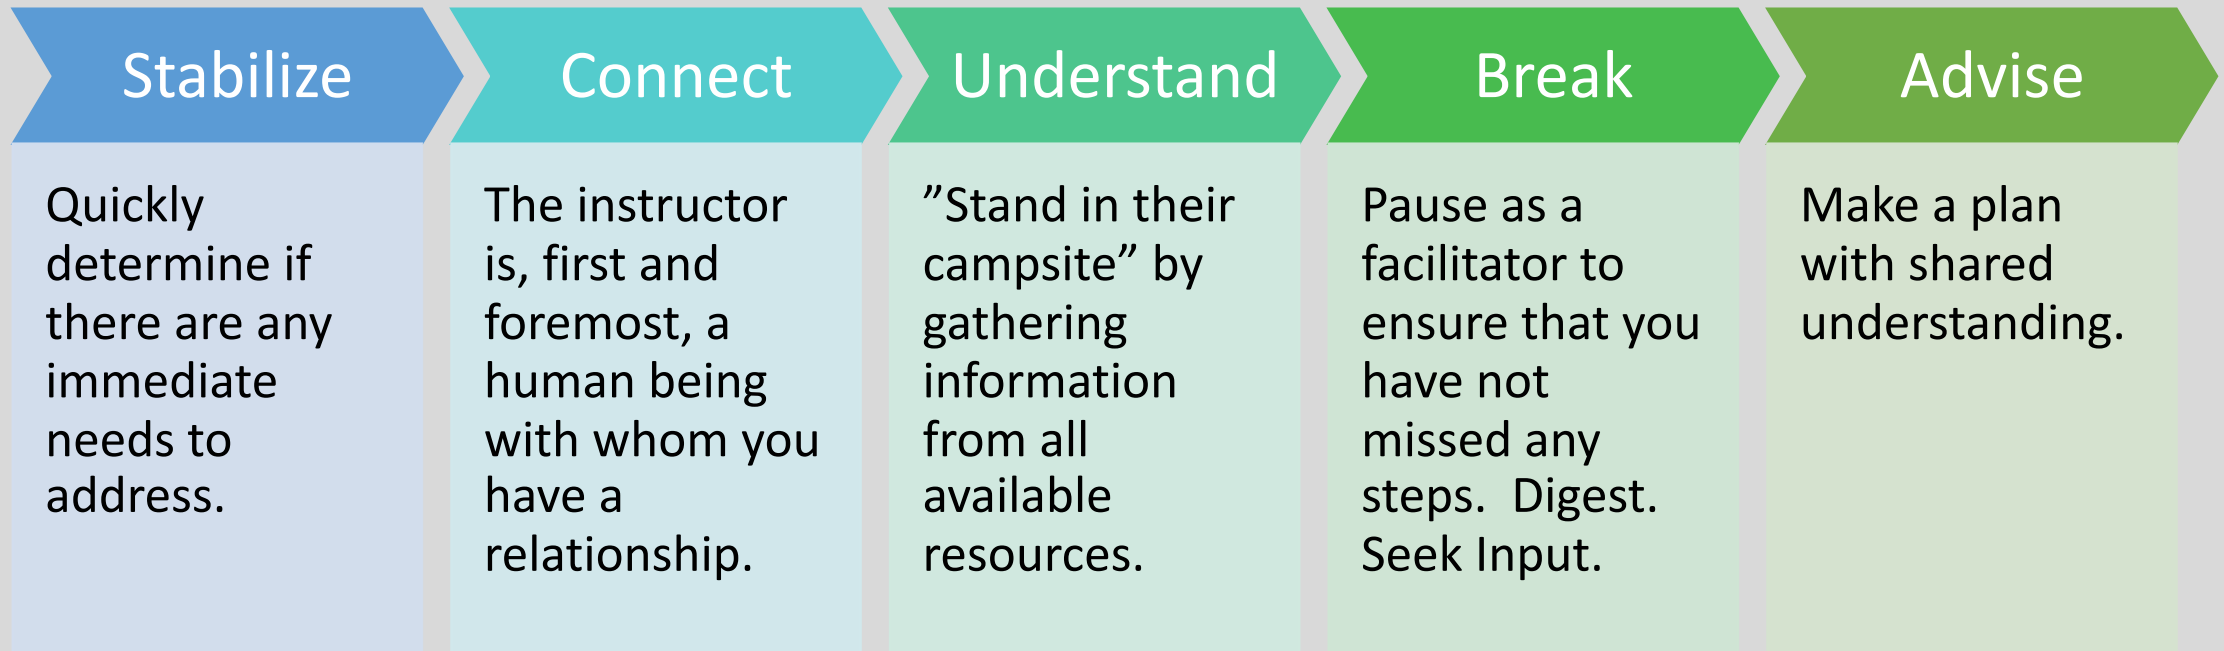 Stabilize
Quickly
determine if
there are any
immediate
needs to
address.
Connect
The instructor
is, first and
foremost, a
human being
with whom you
have a
relationship.
Understand
”Stand in their
campsite” by
gathering
information
from all
available
resources.
Break
Pause as a
facilitator to
ensure that you
have not
missed any
steps.  Digest.
Seek Input.
Advise
Make a plan
with shared
understanding.